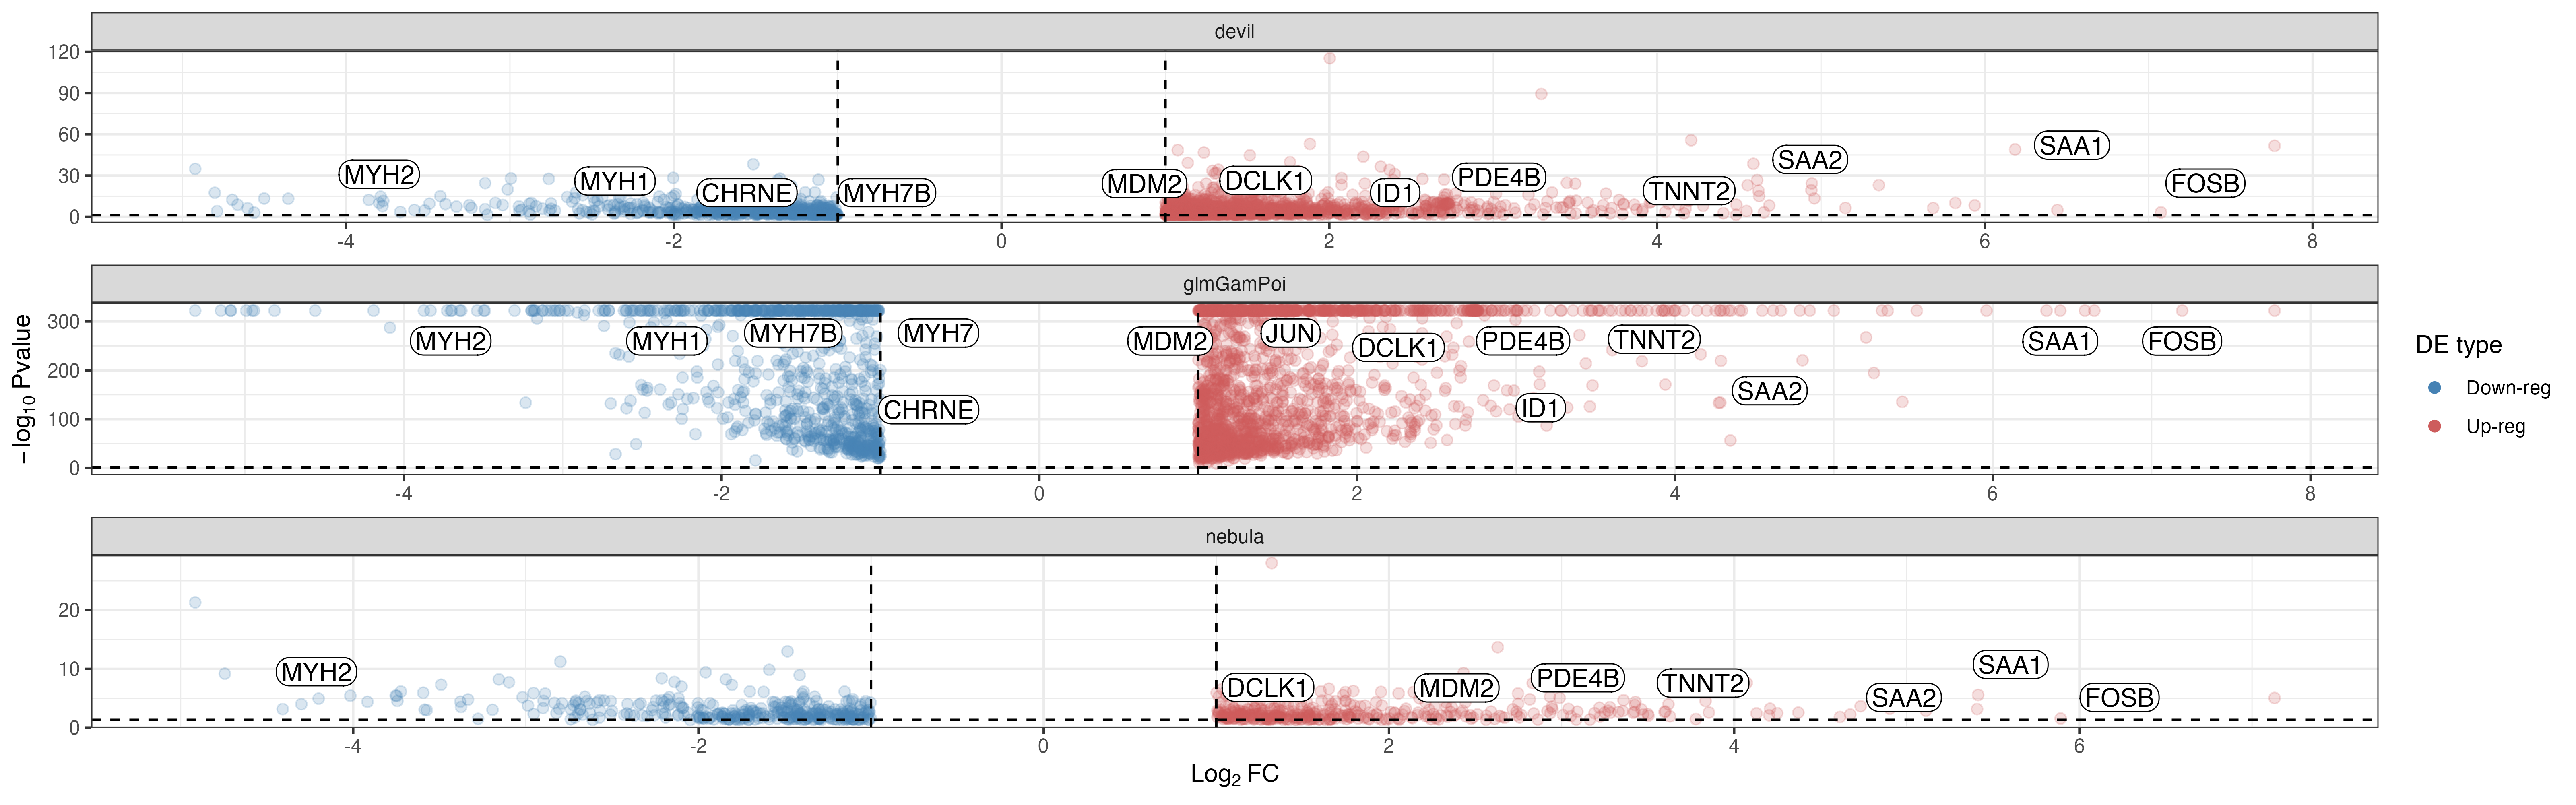 devil
120
90
60
30
0
MYH2
MYH1
CHRNE
MYH7B
MDM2
DCLK1
ID1
PDE4B
TNNT2
SAA2
SAA1
FOSB
-4 -2 0 2 4 6 8
glmGamPoi
300
200
100
0
MYH2
MYH1
MYH7B
MYH7
CHRNE
MDM2
JUN
DCLK1
PDE4B
ID1
TNNT2
SAA2
SAA1
FOSB
-4 -2 0 2 4 6 8
nebula
20
10
0
MYH2
DCLK1
MDM2
PDE4B
TNNT2
SAA2
SAA1
FOSB
-4 -2 0 2 4 6
Log₂ FC
−log₁₀ Pvalue
DE type
Down-reg
Up-reg